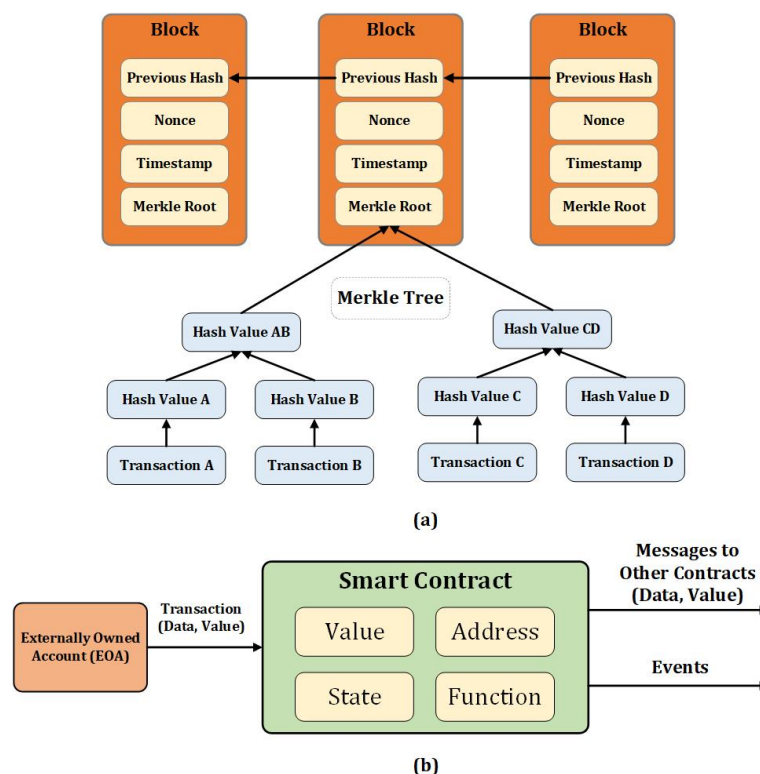 Block
Block
Block
Previous Hash
Previous Hash
Previous Hash
Nonce
Nonce
Nonce
Timestamp
Timestamp
Timestamp
Merkle Root
Merkle Root
Merkle Root
Merkle Tree
Hash Value AB
Hash Value CD
Hash Value A
Hash Value B
Hash Value C
Hash Value D
Transaction A
Transaction B
Transaction C
Transaction D
(a)
Externally Owned
Account (EOA)
Transaction
(Data, Value)
Smart Contract
Value
Address
State
Function
Messages to
Other Contracts
(Data, Value)
Events
(b)